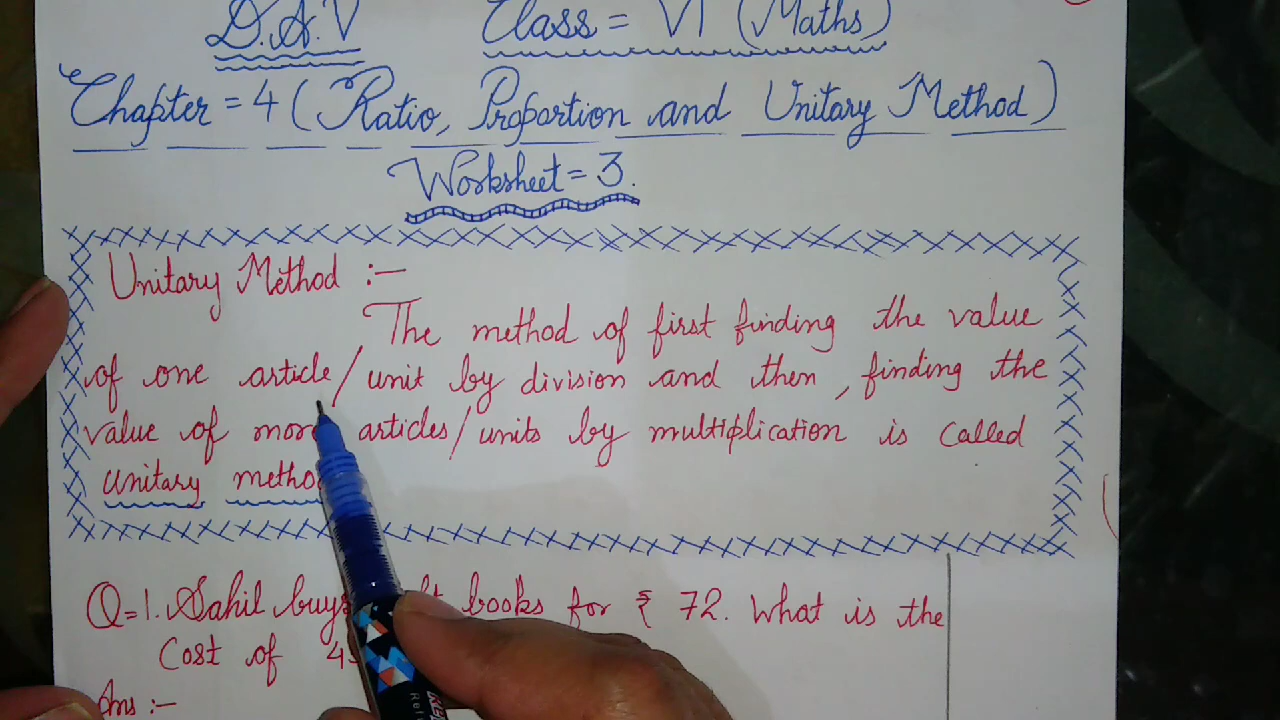 D.A.V Class = VI (Maths)
Chapter = 4 (Ratio, Proportion and Unitary Method)
Worksheet = 3.
Unitary Method :-
The method of first finding the value
of one article/unit by division and then, finding the
value of more articles/units by multiplication is called
unitary
Q=1. Sahil buys books for ₹ 72. What is the
Cost of
Ans :-